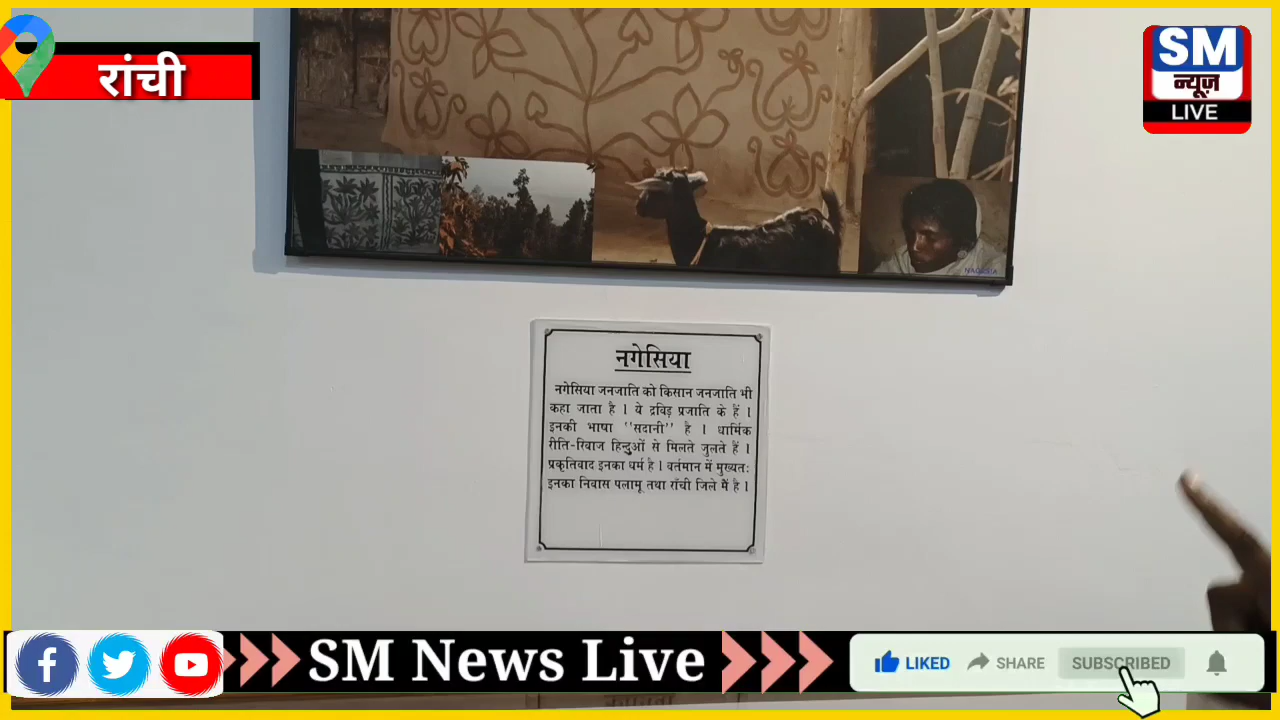 रांची
SM
न्यूज़
LIVE
नगेसिया
नगेसिया जनजाति को किसान जनजाति भी
कहा जाता है । ये द्रविड़ प्रजाति के हैं ।
इनकी भाषा "सदानी" है । धार्मिक
रीति-रिवाज हिन्दुओं से मिलते जुलते हैं ।
प्रकृतिवाद इनका धर्म है । वर्तमान में मुख्यतः
इनका निवास पलामू तथा राँची जिले में है ।
SM News Live
LIKED
SHARE
SUBSCRIBED